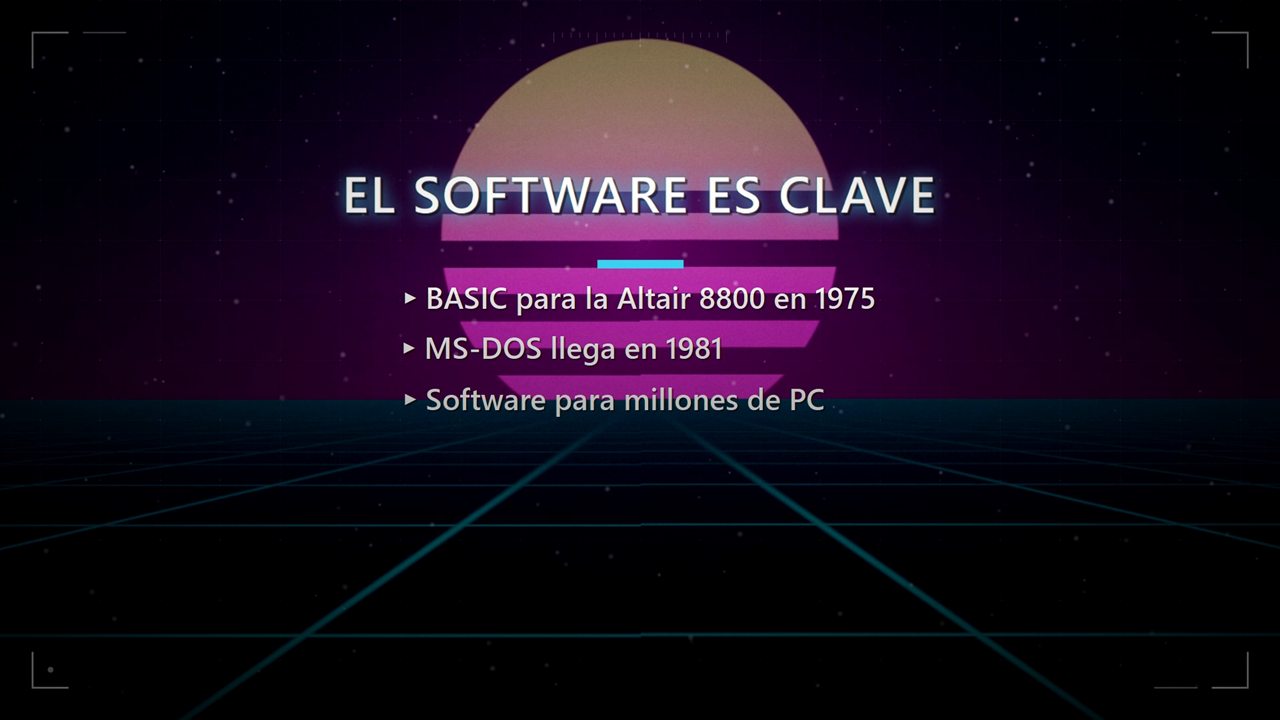 EL SOFTWARE ES CLAVE
▸ BASIC para la Altair 8800 en 1975
▸ MS-DOS llega en 1981
▸ Software para millones de PC